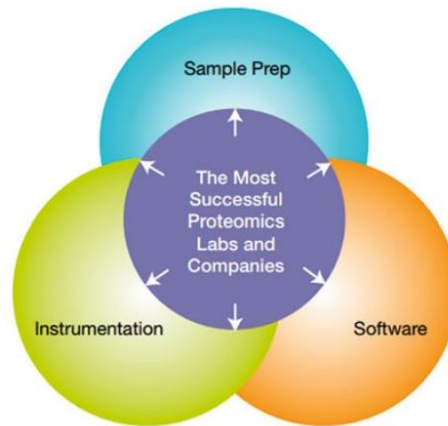 Sample Prep
The Most
Successful
Proteomics
Labs and
Companies
Instrumentation
Software